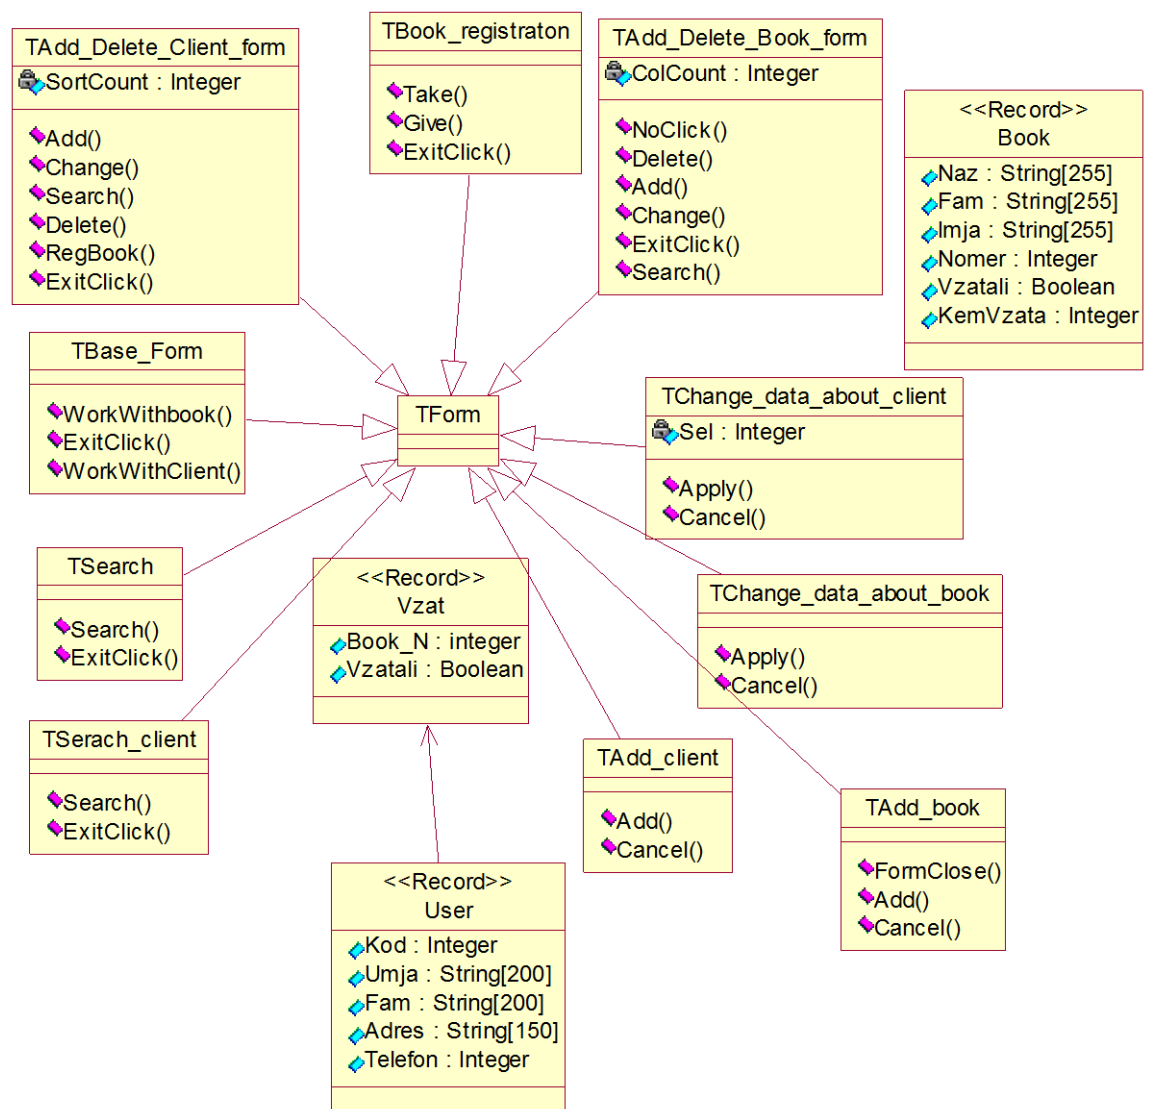 TAdd_Delete_Client_form
SortCount : Integer
Add()
Change()
Search()
Delete()
RegBook()
ExitClick()
TBook_registraton
Take()
Give()
ExitClick()
TAdd_Delete_Book_form
ColCount : Integer
NoClick()
Delete()
Add()
Change()
ExitClick()
Search()
<<Record>>
Book
Naz : String[255]
Fam : String[255]
Imja : String[255]
Nomer : Integer
Vzatali : Boolean
KemVzata : Integer
TBase_Form
WorkWithbook()
ExitClick()
WorkWithClient()
TForm
TChange_data_about_client
Sel : Integer
Apply()
Cancel()
TSearch
Search()
ExitClick()
<<Record>>
Vzat
Book_N : integer
Vzatali : Boolean
TChange_data_about_book
Apply()
Cancel()
TSerach_client
Search()
ExitClick()
TAdd_client
Add()
Cancel()
TAdd_book
FormClose()
Add()
Cancel()
<<Record>>
User
Kod : Integer
Umja : String[200]
Fam : String[200]
Adres : String[150]
Telefon : Integer